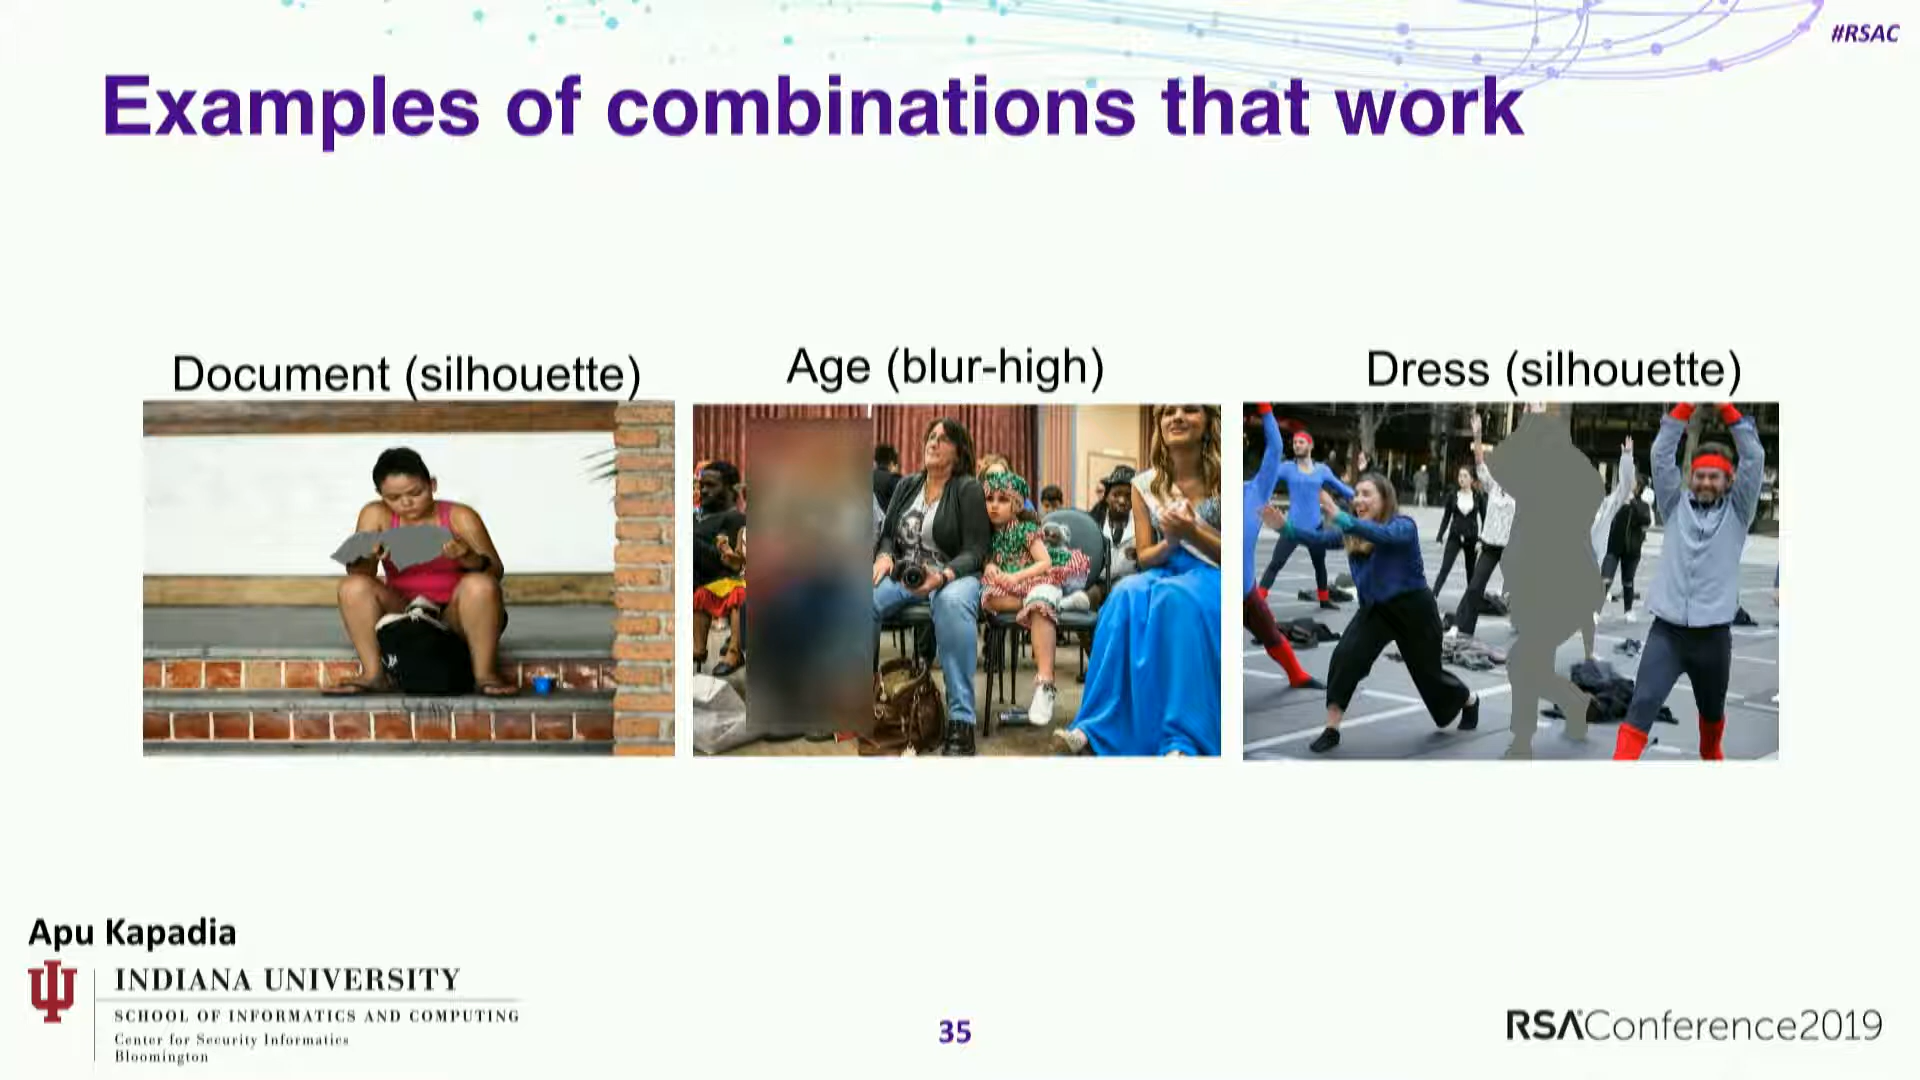 #RSAC
Examples of combinations that work
Document (silhouette)
Age (blur-high)
Dress (silhouette)
Apu Kapadia
INDIANA UNIVERSITY
SCHOOL OF INFORMATICS AND COMPUTING
Center for Security Informatics
Bloomington
35
RSAConference2019